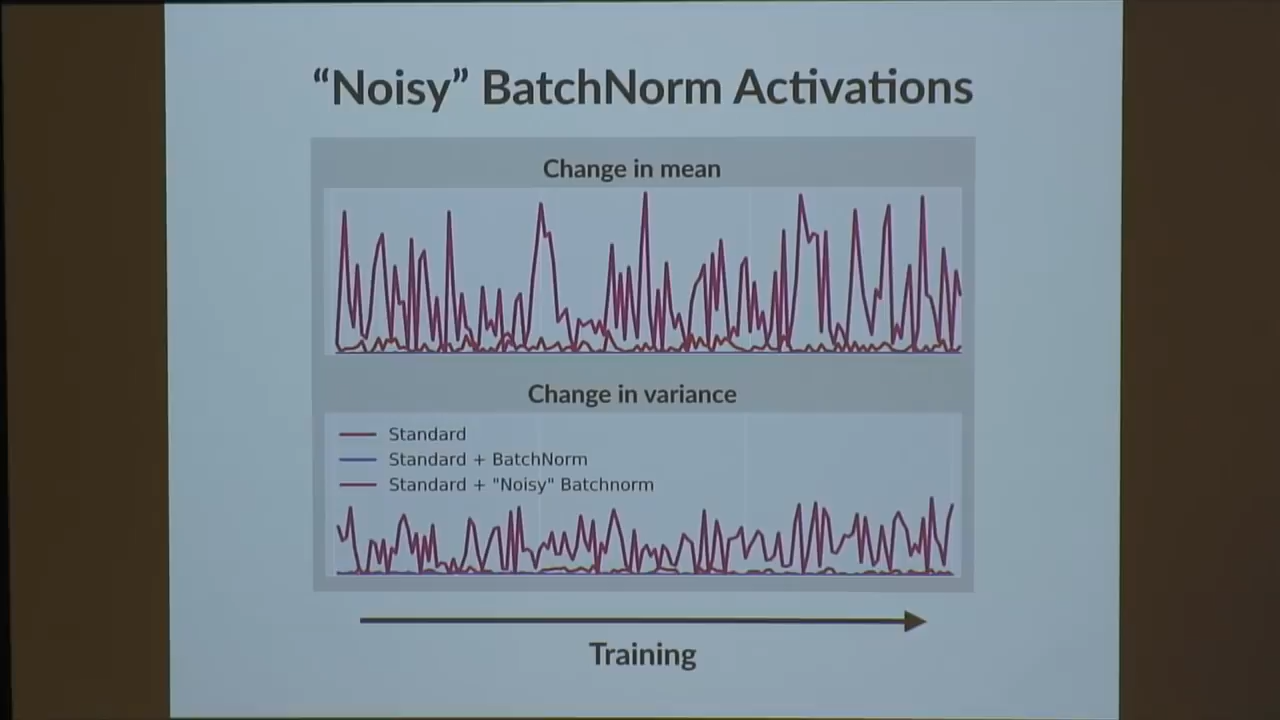 “Noisy” BatchNorm Activations
Change in mean
Change in variance
Standard
Standard + BatchNorm
Standard + "Noisy" Batchnorm
Training